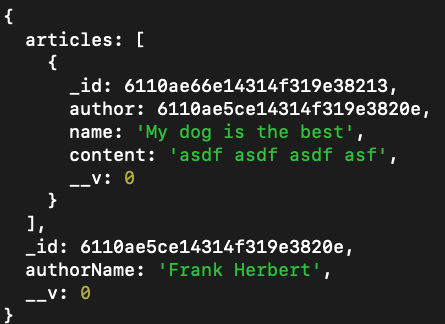 {
  articles: [
    {
      _id: 6110ae66e14314f319e38213,
      author: 6110ae5ce14314f319e3820e,
      name: 'My dog is the best',
      content: 'asdf asdf asdf asf',
      __v: 0
    }
  ],
  _id: 6110ae5ce14314f319e3820e,
  authorName: 'Frank Herbert',
  __v: 0
}